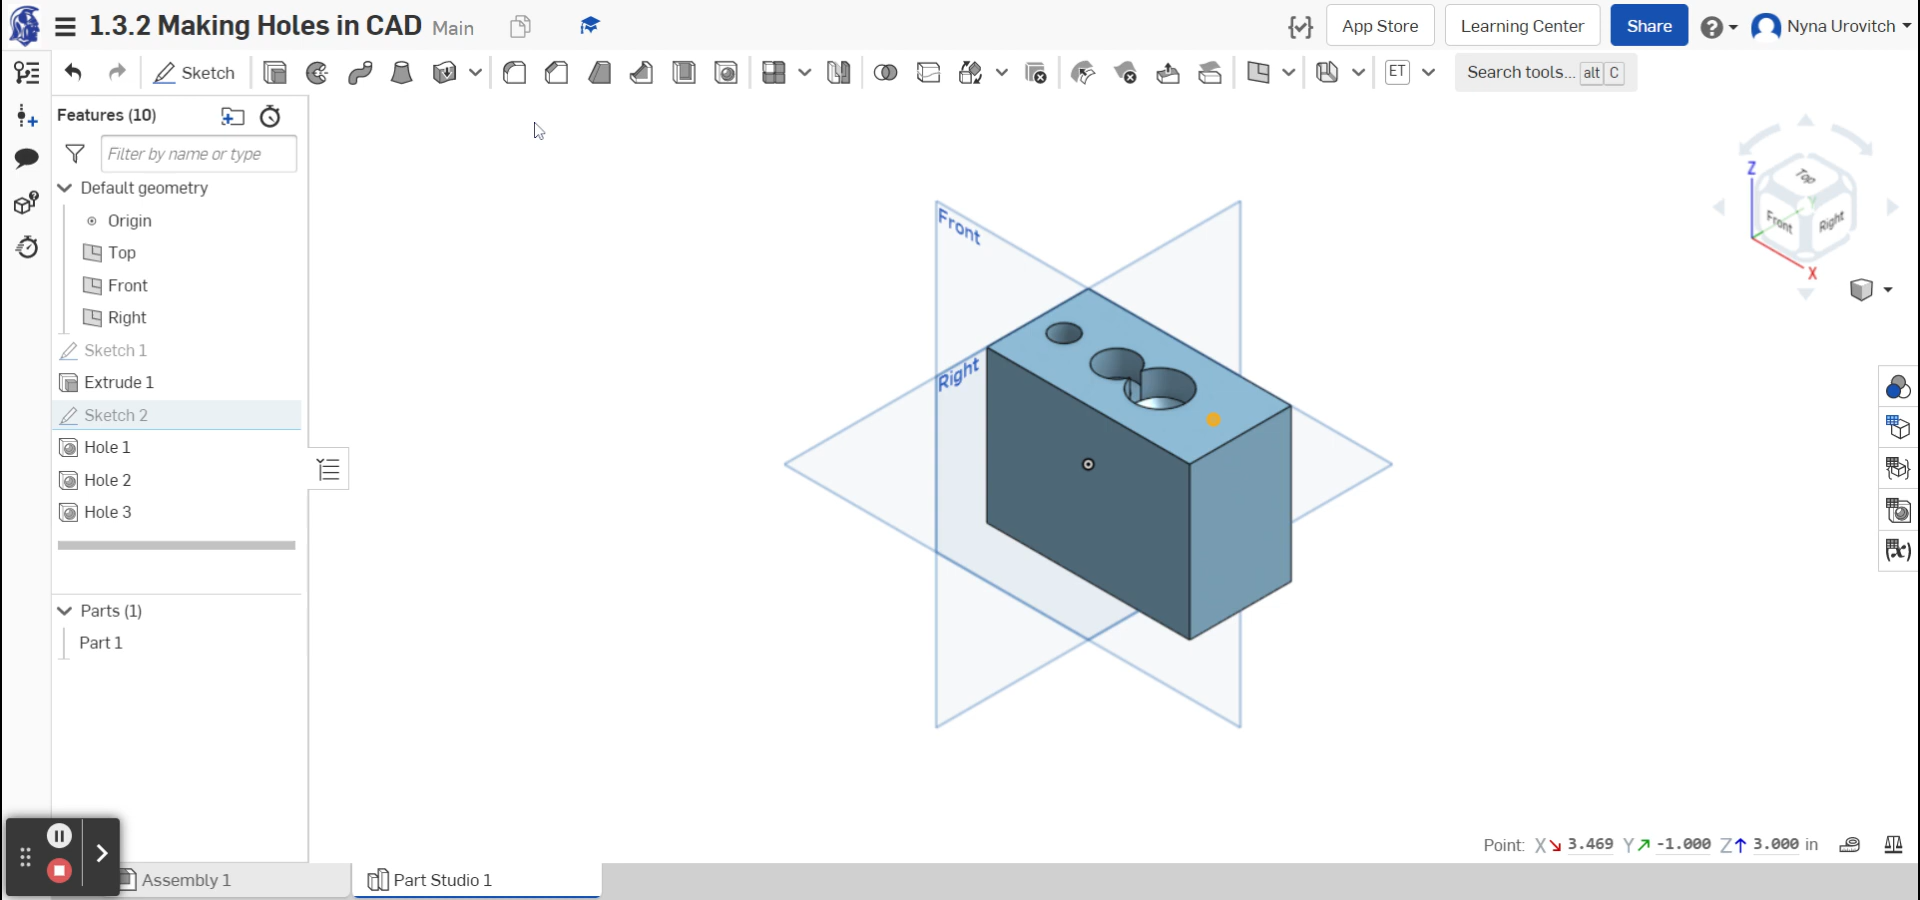 1.3.2 Making Holes in CAD Main App Store Learning Center Share ? Nyna Urovitch
Sketch ET Search tools... alt C
Features (10)
Filter by name or type
Default geometry
Origin
Top
Front
Right
Sketch 1
Extrude 1
Sketch 2
Hole 1
Hole 2
Hole 3
Parts (1)
Part 1
Front
Right
Z
Top
Front
Right
X
Point: X 3.469 Y -1.000 Z 3.000 in
Assembly 1
Part Studio 1